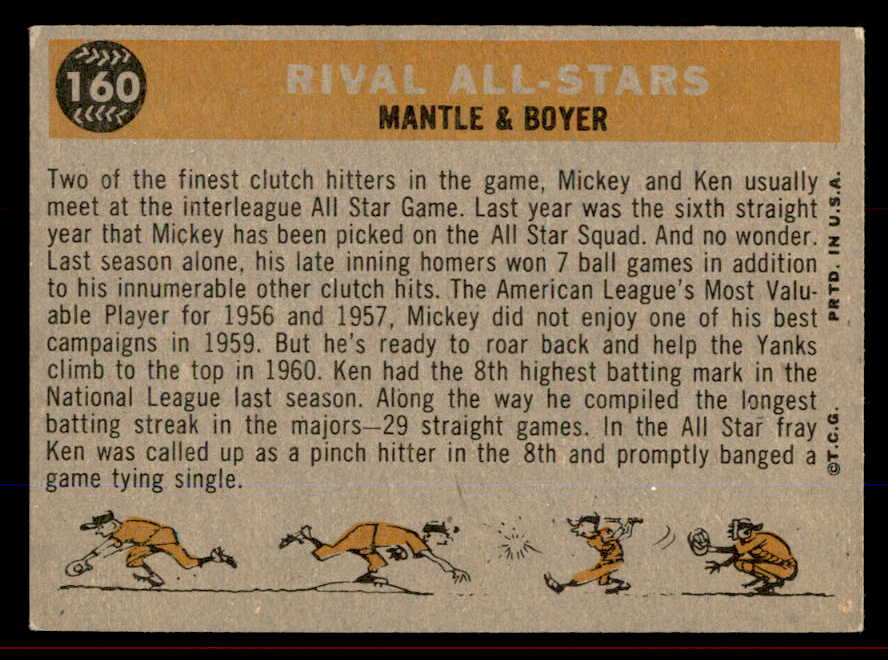 160
RIVAL ALL-STARS
MANTLE & BOYER
Two of the finest clutch hitters in the game, Mickey and Ken usually
meet at the interleague All Star Game. Last year was the sixth straight
year that Mickey has been picked on the All Star Squad. And no wonder.
Last season alone, his late inning homers won 7 ball games in addition
to his innumerable other clutch hits. The American League's Most Valu-
able Player for 1956 and 1957, Mickey did not enjoy one of his best
campaigns in 1959. But he's ready to roar back and help the Yanks
climb to the top in 1960. Ken had the 8th highest batting mark in the
National League last season. Along the way he compiled the longest
batting streak in the majors—29 straight games. In the All Star fray
Ken was called up as a pinch hitter in the 8th and promptly banged a
game tying single.
©T.C.G. PRTD. IN U.S.A.